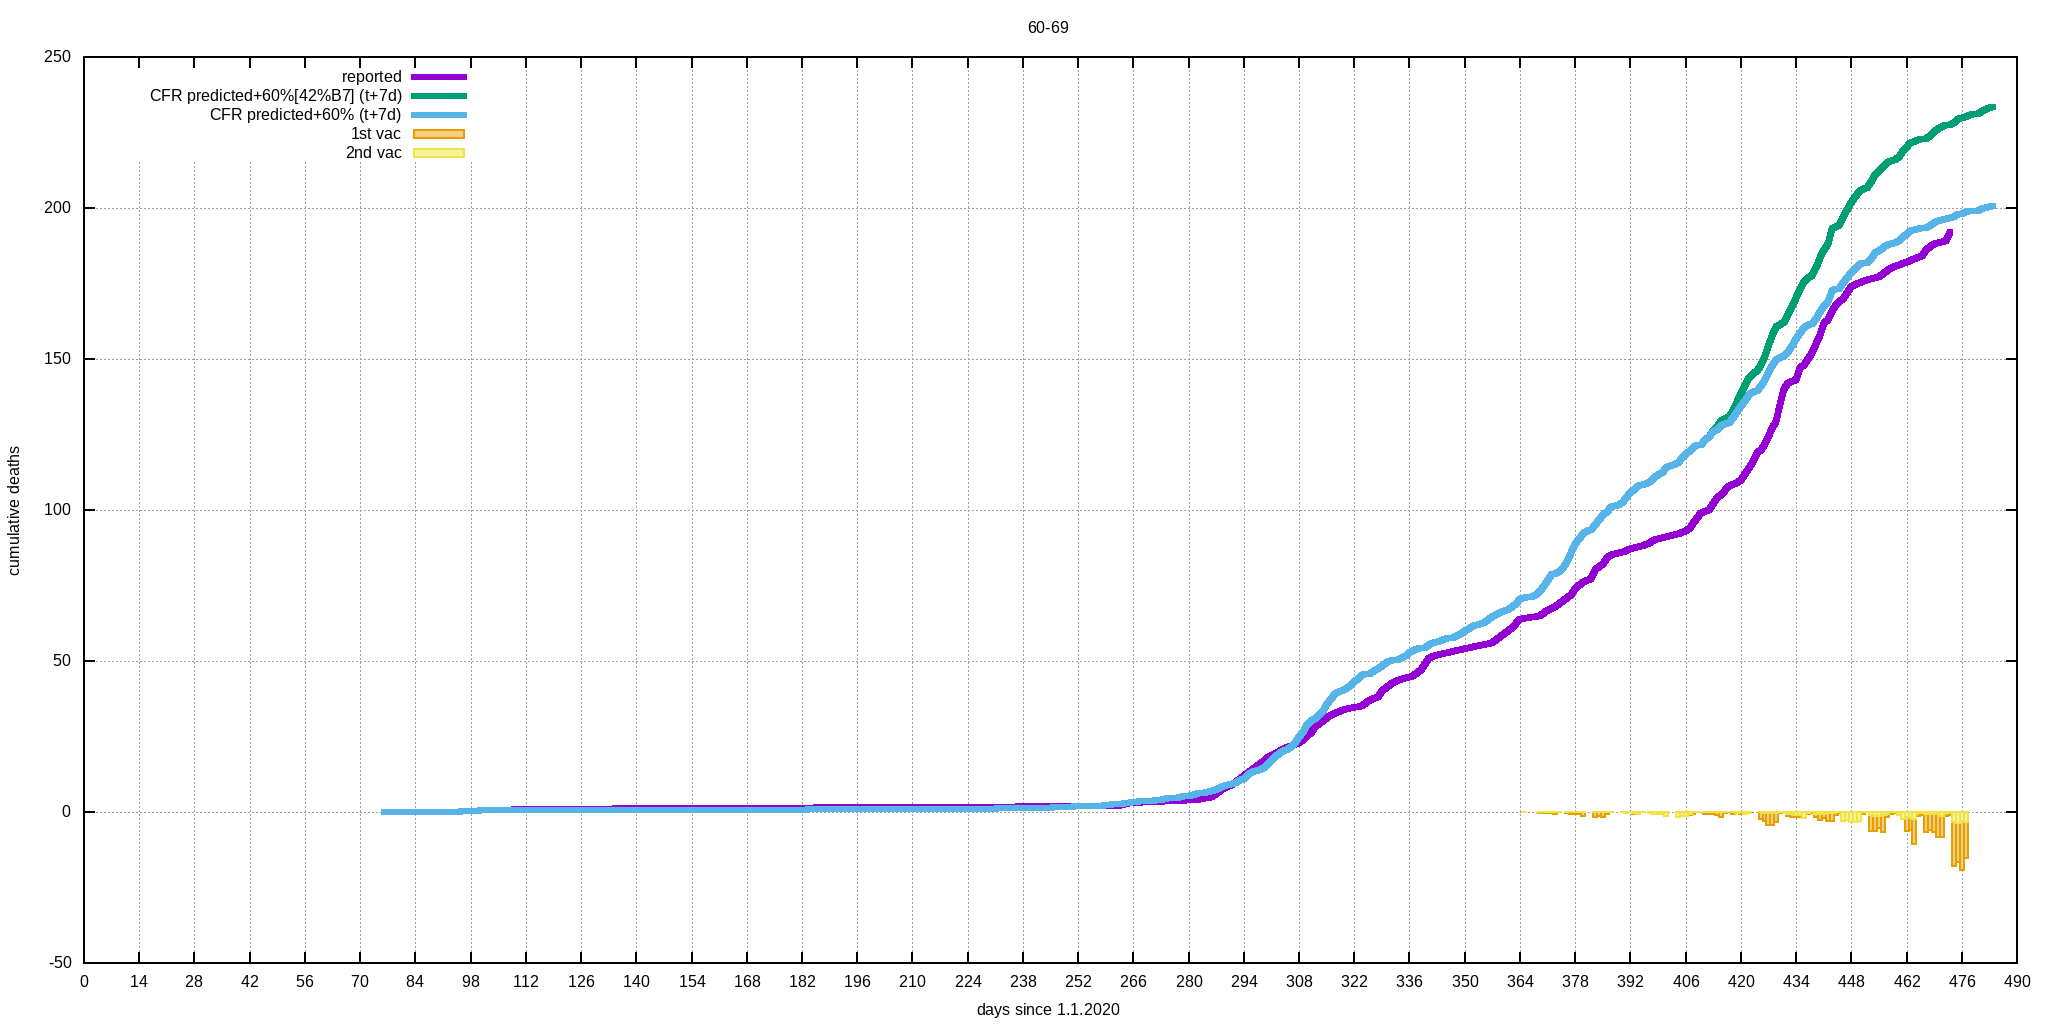 60-69
250
200
150
100
50
0
-50
cumulative deaths
reported
CFR predicted+60%[42%B7] (t+7d)
CFR predicted+60% (t+7d)
1st vac
2nd vac
0 14 28 42 56 70 84 98 112 126 140 154 168 182 196 210 224 238 252 266 280 294 308 322 336 350 364 378 392 406 420 434 448 462 476 490
days since 1.1.2020